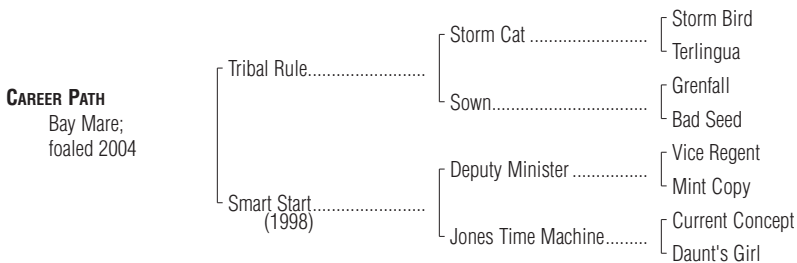 CAREER PATH
Bay Mare;
foaled 2004
Tribal Rule..........................
Smart Start.........................
(1998)
Storm Cat ..........................
Sown..................................
Deputy Minister .................
Jones Time Machine.........
Storm Bird
Terlingua
Grenfall
Bad Seed
Vice Regent
Mint Copy
Current Concept
Daunt's Girl